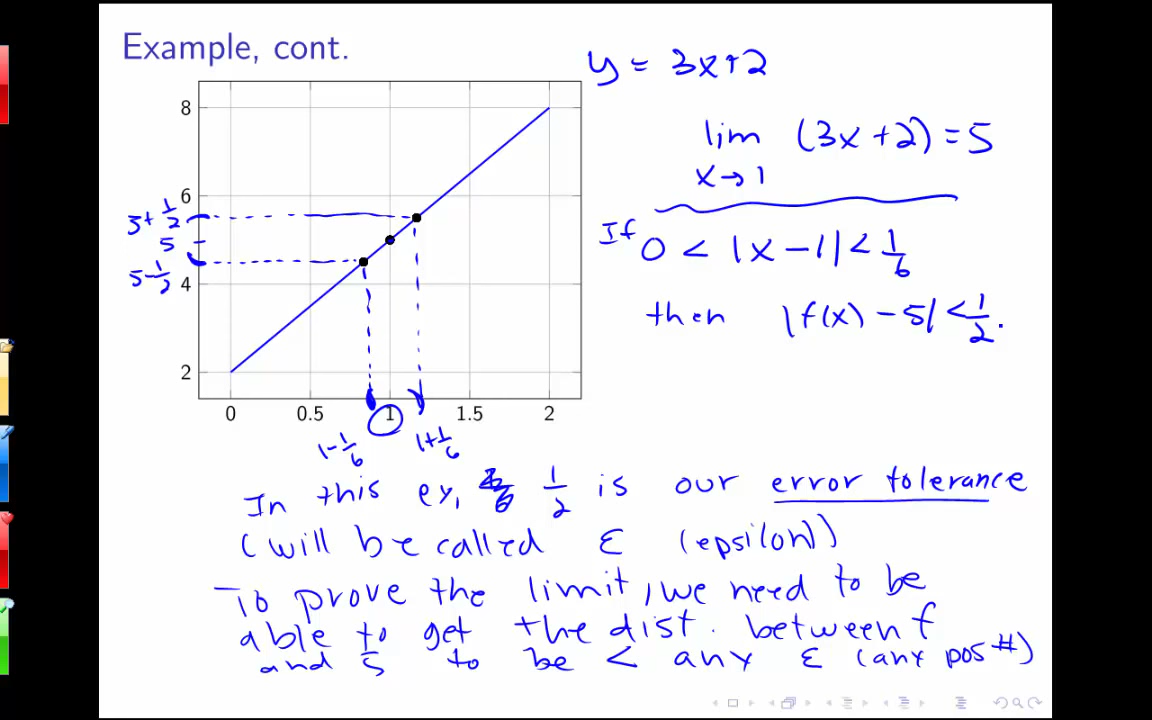 Example, cont.
y = 3x+2
lim (3x+2) = 5
x→1
If 0 < |x-1| < 1/6
then |f(x) - 5| < 1/2.
8
6
4
2
5+1/2
5
5-1/2
0 0.5 1 1.5 2
1-1/6 1+1/6
In this ex, 1/2 is our error tolerance
(will be called ε (epsilon))
To prove the limit, we need to be
able to get the dist. between f
and 5 to be < any ε (any pos #)